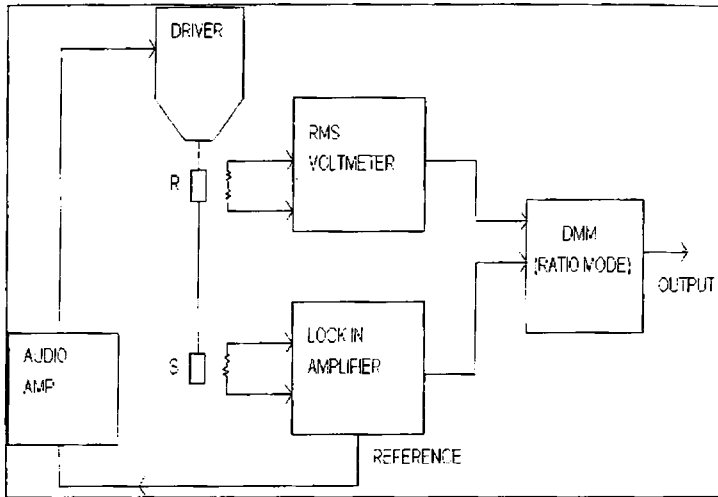 DRIVER
R
RMS
VOLTMETER
DMM
(RATIO MODE)
OUTPUT
S
LOCK IN
AMPLIFIER
AUDIO
AMP
REFERENCE